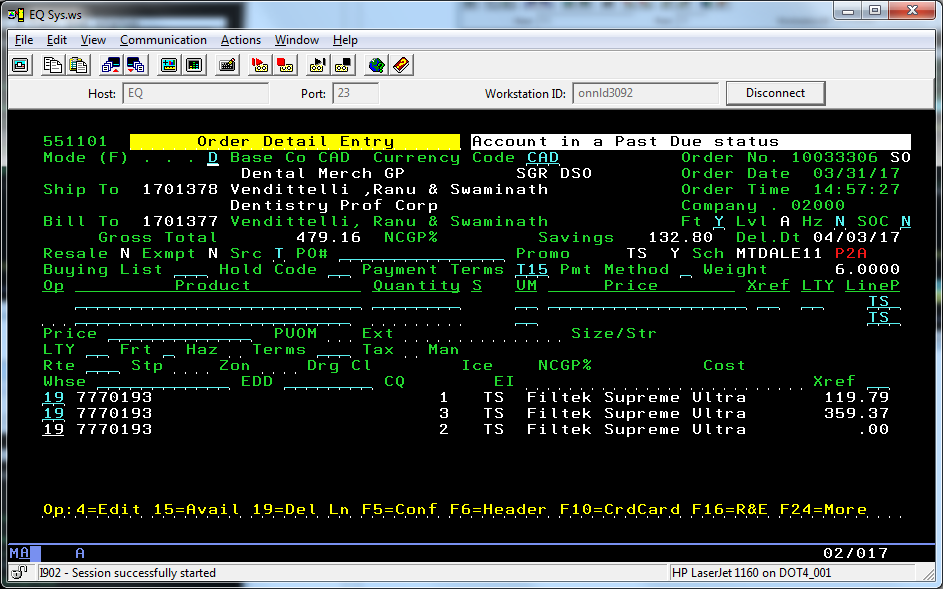 EQ Sys.ws
File Edit View Communication Actions Window Help
Host: EQ Port: 23 Workstation ID: onnld3092 Disconnect
551101 Order Detail Entry Account in a Past Due status
Mode (F) . . . D Base Co CAD Currency Code CAD Order No. 10033306 SO
Dental Merch GP SGR DSO Order Date 03/31/17
Ship To 1701378 Vendittelli ,Ranu & Swaminath Order Time 14:57:27
Dentistry Prof Corp Company . 02000
Bill To 1701377 Vendittelli, Ranu & Swaminath Ft Y Lvl A Hz N SOC N
Gross Total 479.16 NCGP% Savings 132.80 Del.Dt 04/03/17
Resale N Exmpt N Src T PO# Promo TS Y Sch MTDALE11 P2A
Buying List Hold Code Payment Terms T15 Pmt Method Weight 6.0000
Op Product Quantity S UM Price Xref LTY LineP
TS
TS
Price PUOM Ext Size/Str
LTY Frt Haz Terms Tax Man
Rte Stp Zon Drg Cl Ice NCGP% Cost
Whse EDD CQ EI Xref
19 7770193 1 TS Filtek Supreme Ultra 119.79
19 7770193 3 TS Filtek Supreme Ultra 359.37
19 7770193 2 TS Filtek Supreme Ultra .00
Op:4=Edit 15=Avail 19=Del Ln F5=Conf F6=Header F10=CrdCard F16=R&E F24=More
MA A 02/017
I902 - Session successfully started HP LaserJet 1160 on DOT4_001